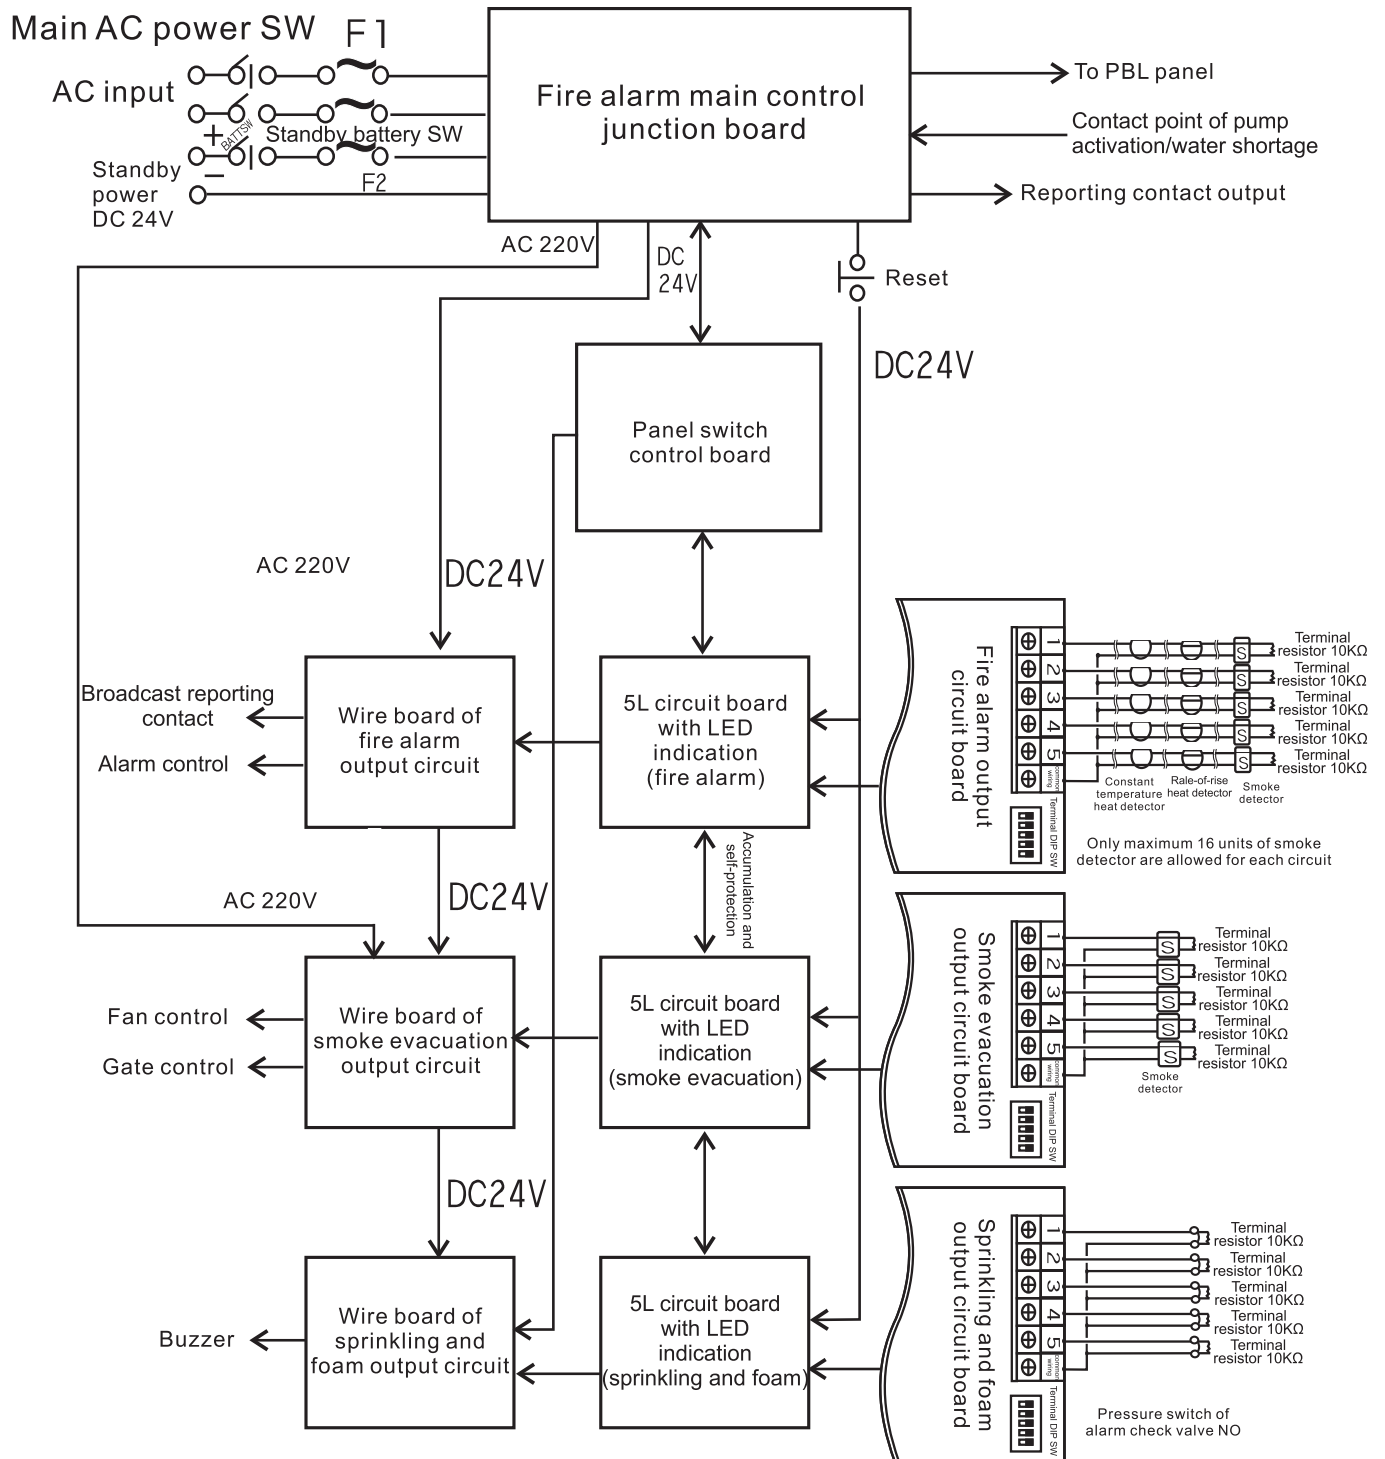 Main AC power SW
F1
AC input
+
BATTSW
Standby battery SW
−
Standby
power
DC 24V
F2
Fire alarm main control
junction board
To PBL panel
Contact point of pump
activation/water shortage
Reporting contact output
AC 220V
DC
24V
Reset
DC24V
Panel switch
control board
AC 220V
DC24V
Broadcast reporting
contact
Alarm control
Wire board of
fire alarm
output circuit
5L circuit board
with LED
indication
(fire alarm)
Fire alarm output
circuit board
1
2
3
4
5
common
wiring
Terminal DIP SW
S
S
S
S
S
Terminal
resistor 10KΩ
Terminal
resistor 10KΩ
Terminal
resistor 10KΩ
Terminal
resistor 10KΩ
Terminal
resistor 10KΩ
Constant
temperature
heat detector
Rale-of-rise
heat detector
Smoke
detector
Only maximum 16 units of smoke
detector are allowed for each circuit
AC 220V
DC24V
Accumulation and
self-protection
Fan control
Gate control
Wire board of
smoke evacuation
output circuit
5L circuit board
with LED
indication
(smoke evacuation)
Smoke evacuation
output circuit board
1
2
3
4
5
common
wiring
Terminal DIP SW
S
S
S
S
S
Terminal
resistor 10KΩ
Terminal
resistor 10KΩ
Terminal
resistor 10KΩ
Terminal
resistor 10KΩ
Terminal
resistor 10KΩ
Smoke
detector
DC24V
Buzzer
Wire board of
sprinkling and
foam output circuit
5L circuit board
with LED
indication
(sprinkling and foam)
Sprinkling and foam
output circuit board
1
2
3
4
5
common
wiring
Terminal DIP SW
Terminal
resistor 10KΩ
Terminal
resistor 10KΩ
Terminal
resistor 10KΩ
Terminal
resistor 10KΩ
Terminal
resistor 10KΩ
Pressure switch of
alarm check valve NO